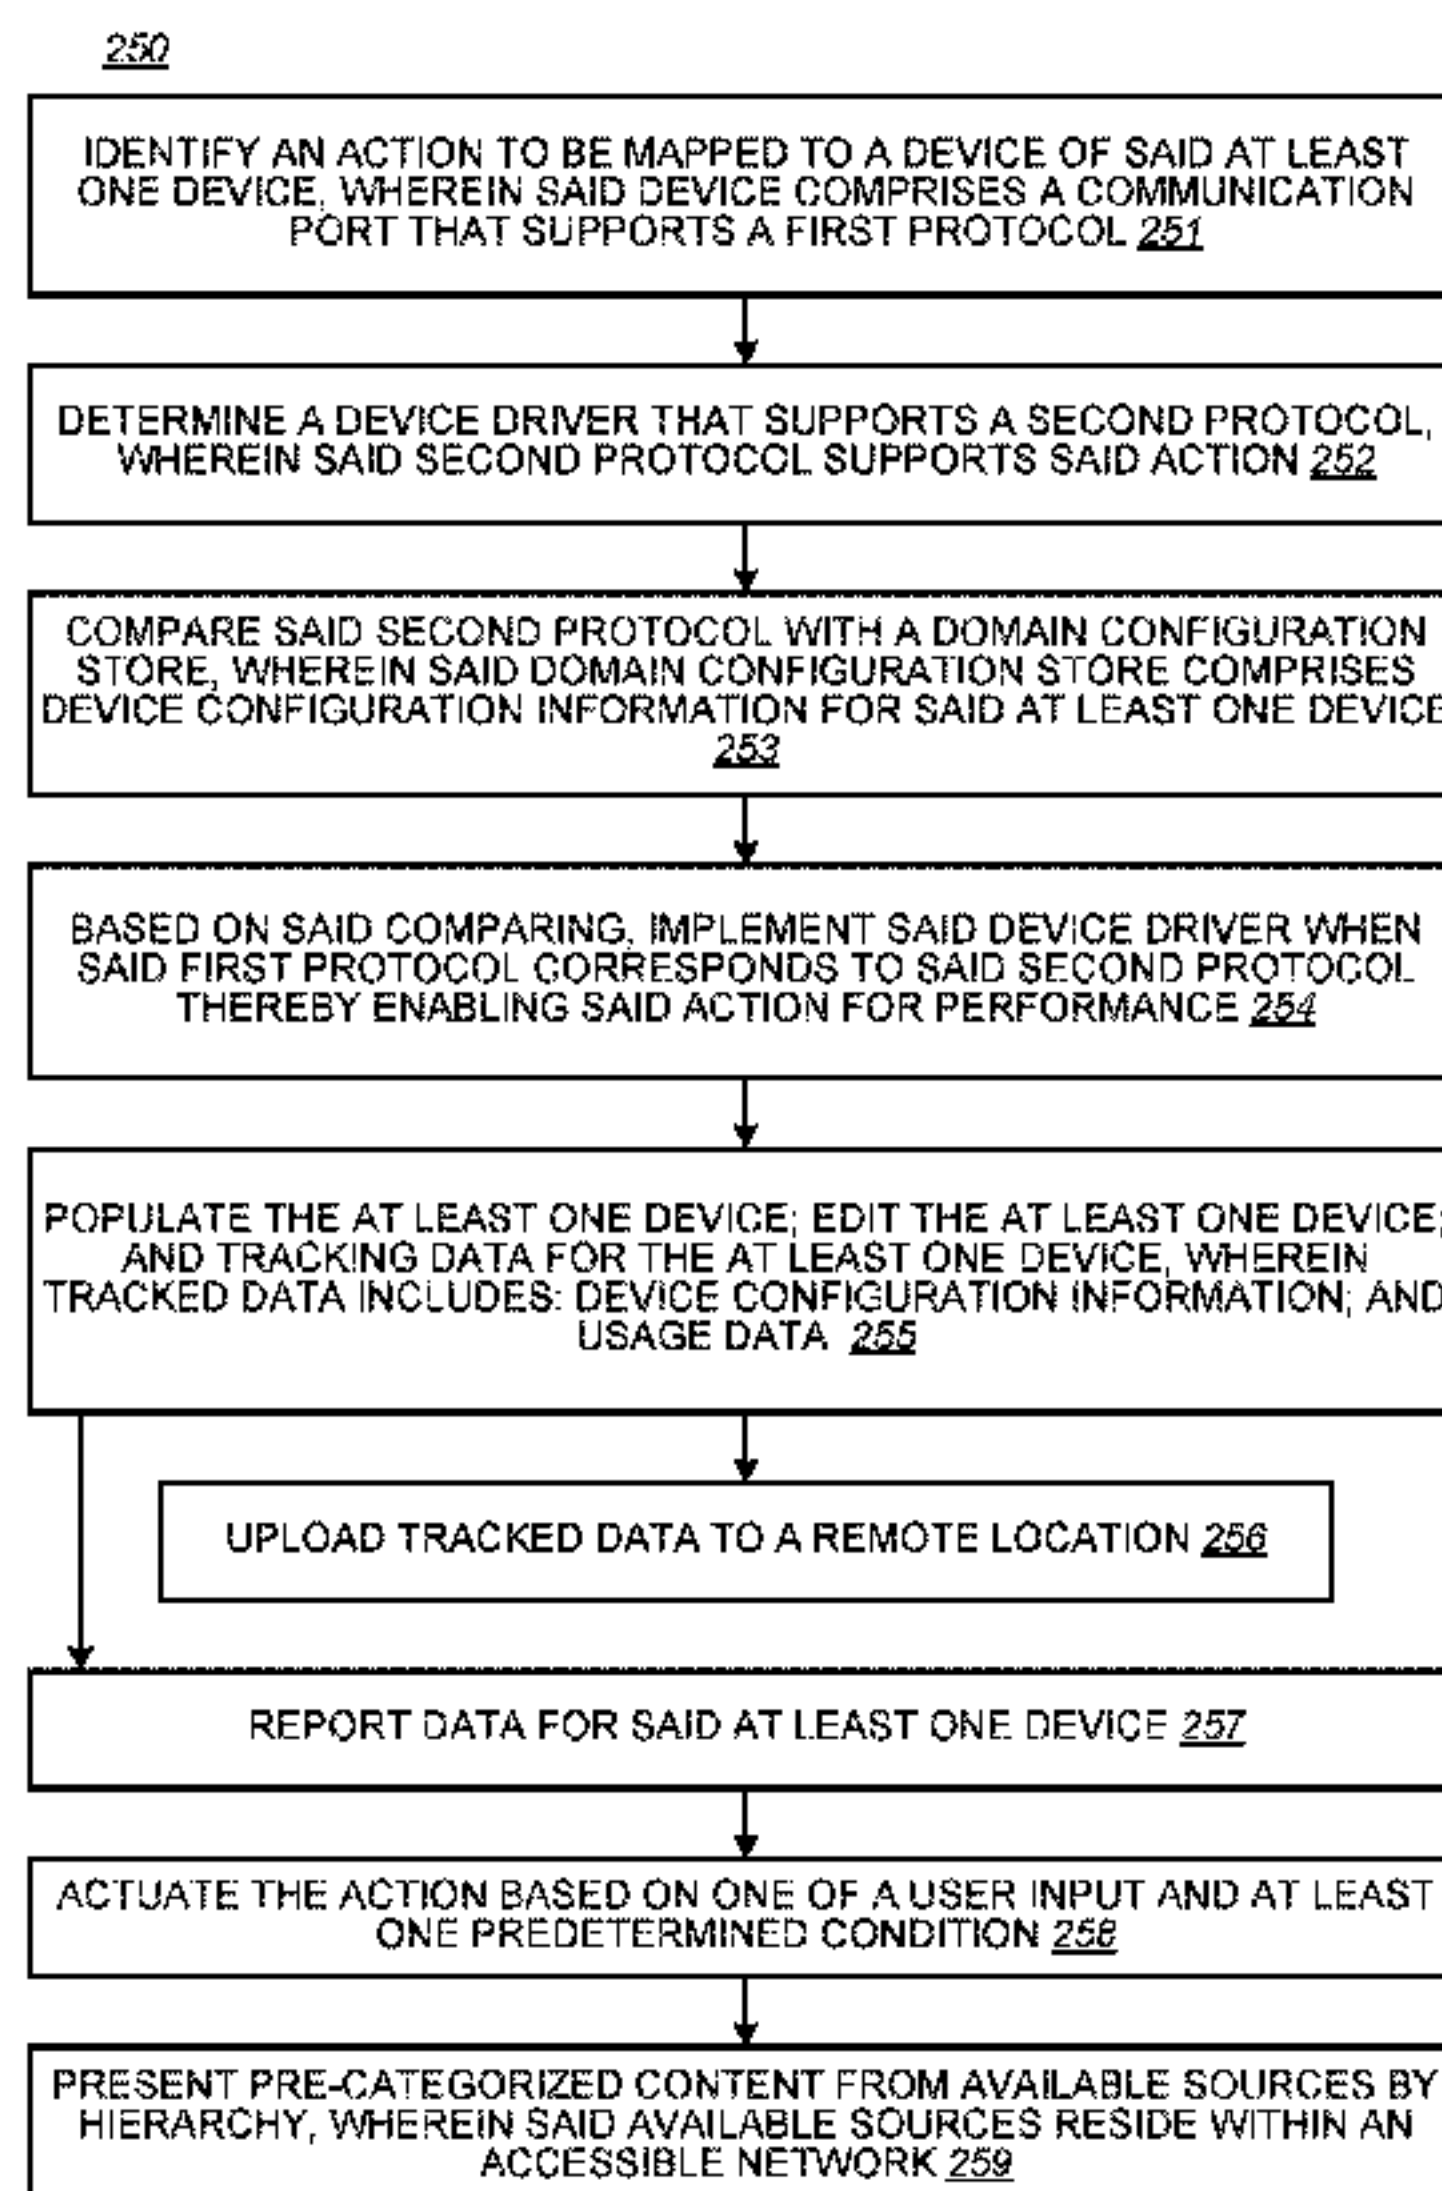 250
IDENTIFY AN ACTION TO BE MAPPED TO A DEVICE OF SAID AT LEAST
ONE DEVICE, WHEREIN SAID DEVICE COMPRISES A COMMUNICATION
PORT THAT SUPPORTS A FIRST PROTOCOL 251
DETERMINE A DEVICE DRIVER THAT SUPPORTS A SECOND PROTOCOL,
WHEREIN SAID SECOND PROTOCOL SUPPORTS SAID ACTION 252
COMPARE SAID SECOND PROTOCOL WITH A DOMAIN CONFIGURATION
STORE, WHEREIN SAID DOMAIN CONFIGURATION STORE COMPRISES
DEVICE CONFIGURATION INFORMATION FOR SAID AT LEAST ONE DEVICE
253
BASED ON SAID COMPARING, IMPLEMENT SAID DEVICE DRIVER WHEN
SAID FIRST PROTOCOL CORRESPONDS TO SAID SECOND PROTOCOL
THEREBY ENABLING SAID ACTION FOR PERFORMANCE 254
POPULATE THE AT LEAST ONE DEVICE; EDIT THE AT LEAST ONE DEVICE;
AND TRACKING DATA FOR THE AT LEAST ONE DEVICE, WHEREIN
TRACKED DATA INCLUDES: DEVICE CONFIGURATION INFORMATION; AND
USAGE DATA 255
UPLOAD TRACKED DATA TO A REMOTE LOCATION 256
REPORT DATA FOR SAID AT LEAST ONE DEVICE 257
ACTUATE THE ACTION BASED ON ONE OF A USER INPUT AND AT LEAST
ONE PREDETERMINED CONDITION 258
PRESENT PRE-CATEGORIZED CONTENT FROM AVAILABLE SOURCES BY
HIERARCHY, WHEREIN SAID AVAILABLE SOURCES RESIDE WITHIN AN
ACCESSIBLE NETWORK 259